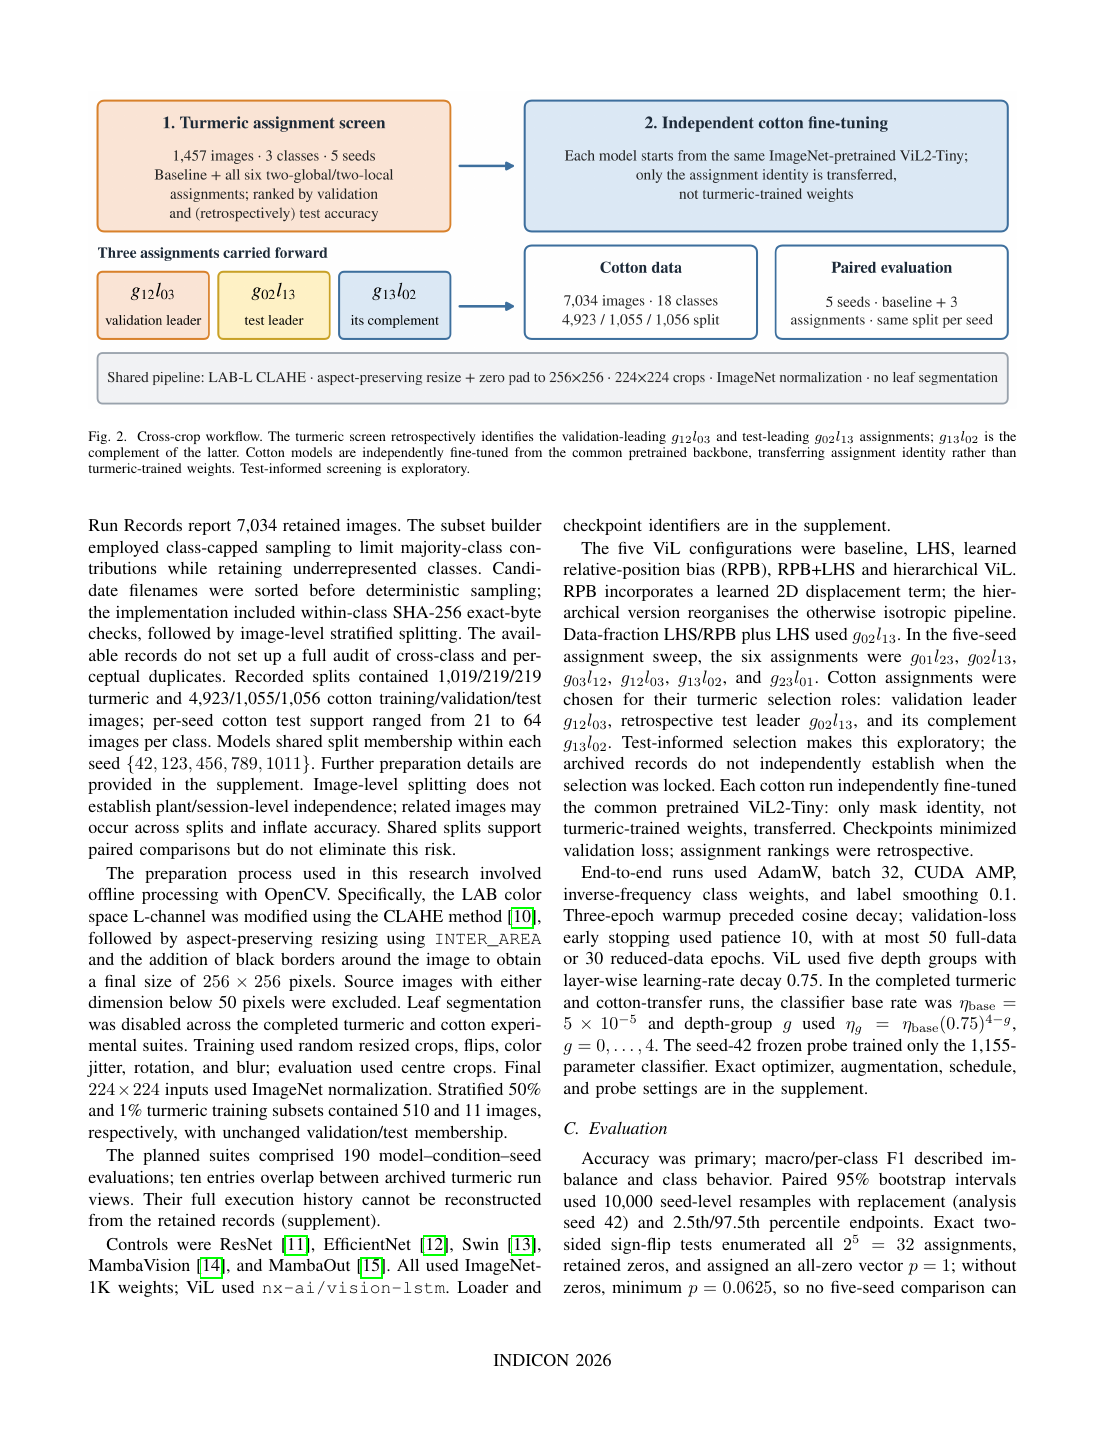 1. Turmeric assignment screen
1,457 images · 3 classes · 5 seeds
Baseline + all six two-global/two-local
assignments; ranked by validation
and (retrospectively) test accuracy
2. Independent cotton fine-tuning
Each model starts from the same ImageNet-pretrained ViL2-Tiny;
only the assignment identity is transferred,
not turmeric-trained weights
Three assignments carried forward
g₁₂l₀₃
validation leader
g₀₂l₁₃
test leader
g₁₃l₀₂
its complement
Cotton data
7,034 images · 18 classes
4,923 / 1,055 / 1,056 split
Paired evaluation
5 seeds · baseline + 3
assignments · same split per seed
Shared pipeline: LAB-L CLAHE · aspect-preserving resize + zero pad to 256×256 · 224×224 crops · ImageNet normalization · no leaf segmentation
Fig. 2. Cross-crop workflow. The turmeric screen retrospectively identifies the validation-leading g₁₂l₀₃ and test-leading g₀₂l₁₃ assignments; g₁₃l₀₂ is the
complement of the latter. Cotton models are independently fine-tuned from the common pretrained backbone, transferring assignment identity rather than
turmeric-trained weights. Test-informed screening is exploratory.
Run Records report 7,034 retained images. The subset builder
employed class-capped sampling to limit majority-class con-
tributions while retaining underrepresented classes. Candi-
date filenames were sorted before deterministic sampling;
the implementation included within-class SHA-256 exact-byte
checks, followed by image-level stratified splitting. The avail-
able records do not set up a full audit of cross-class and per-
ceptual duplicates. Recorded splits contained 1,019/219/219
turmeric and 4,923/1,055/1,056 cotton training/validation/test
images; per-seed cotton test support ranged from 21 to 64
images per class. Models shared split membership within each
seed {42, 123, 456, 789, 1011}. Further preparation details are
provided in the supplement. Image-level splitting does not
establish plant/session-level independence; related images may
occur across splits and inflate accuracy. Shared splits support
paired comparisons but do not eliminate this risk.
The preparation process used in this research involved
offline processing with OpenCV. Specifically, the LAB color
space L-channel was modified using the CLAHE method [10],
followed by aspect-preserving resizing using INTER_AREA
and the addition of black borders around the image to obtain
a final size of 256 × 256 pixels. Source images with either
dimension below 50 pixels were excluded. Leaf segmentation
was disabled across the completed turmeric and cotton experi-
mental suites. Training used random resized crops, flips, color
jitter, rotation, and blur; evaluation used centre crops. Final
224×224 inputs used ImageNet normalization. Stratified 50%
and 1% turmeric training subsets contained 510 and 11 images,
respectively, with unchanged validation/test membership.
The planned suites comprised 190 model–condition–seed
evaluations; ten entries overlap between archived turmeric run
views. Their full execution history cannot be reconstructed
from the retained records (supplement).
Controls were ResNet [11], EfficientNet [12], Swin [13],
MambaVision [14], and MambaOut [15]. All used ImageNet-
1K weights; ViL used nx-ai/vision-lstm. Loader and
checkpoint identifiers are in the supplement.
The five ViL configurations were baseline, LHS, learned
relative-position bias (RPB), RPB+LHS and hierarchical ViL.
RPB incorporates a learned 2D displacement term; the hier-
archical version reorganises the otherwise isotropic pipeline.
Data-fraction LHS/RPB plus LHS used g₀₂l₁₃. In the five-seed
assignment sweep, the six assignments were g₀₁l₂₃, g₀₂l₁₃,
g₀₃l₁₂, g₁₂l₀₃, g₁₃l₀₂, and g₂₃l₀₁. Cotton assignments were
chosen for their turmeric selection roles: validation leader
g₁₂l₀₃, retrospective test leader g₀₂l₁₃, and its complement
g₁₃l₀₂. Test-informed selection makes this exploratory; the
archived records do not independently establish when the
selection was locked. Each cotton run independently fine-tuned
the common pretrained ViL2-Tiny: only mask identity, not
turmeric-trained weights, transferred. Checkpoints minimized
validation loss; assignment rankings were retrospective.
End-to-end runs used AdamW, batch 32, CUDA AMP,
inverse-frequency class weights, and label smoothing 0.1.
Three-epoch warmup preceded cosine decay; validation-loss
early stopping used patience 10, with at most 50 full-data
or 30 reduced-data epochs. ViL used five depth groups with
layer-wise learning-rate decay 0.75. In the completed turmeric
and cotton-transfer runs, the classifier base rate was η_base =
5 × 10⁻⁵ and depth-group g used η_g = η_base(0.75)⁴⁻ᵍ,
g = 0, . . . , 4. The seed-42 frozen probe trained only the 1,155-
parameter classifier. Exact optimizer, augmentation, schedule,
and probe settings are in the supplement.
C. Evaluation
Accuracy was primary; macro/per-class F1 described im-
balance and class behavior. Paired 95% bootstrap intervals
used 10,000 seed-level resamples with replacement (analysis
seed 42) and 2.5th/97.5th percentile endpoints. Exact two-
sided sign-flip tests enumerated all 2⁵ = 32 assignments,
retained zeros, and assigned an all-zero vector p = 1; without
zeros, minimum p = 0.0625, so no five-seed comparison can
INDICON 2026